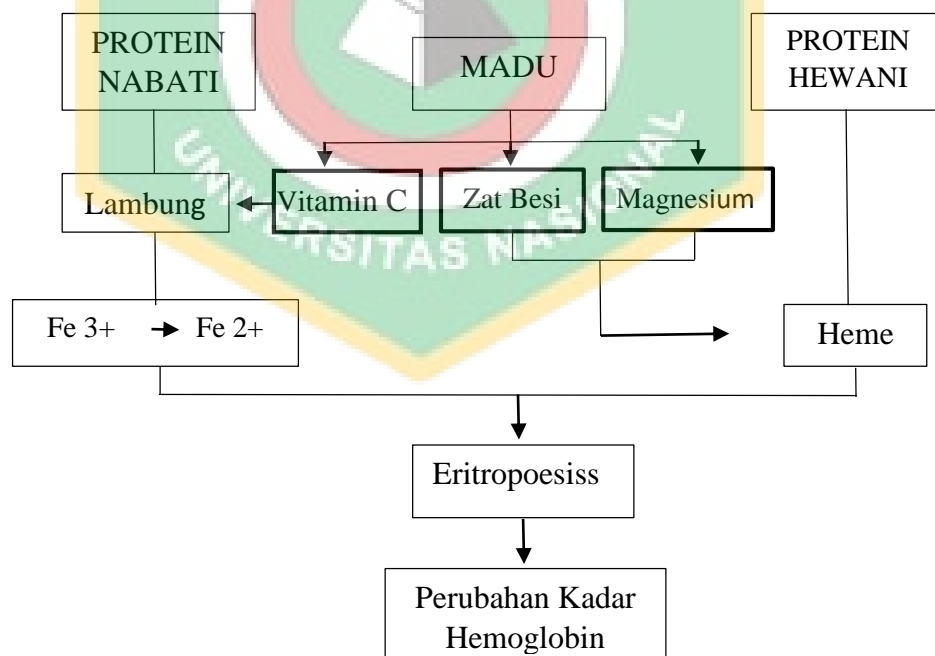 PROTEIN
NABATI
MADU
PROTEIN
HEWANI
Lambung
Vitamin C
Zat Besi
Magnesium
UNIVERSITAS NASIONAL
Fe 3+
Fe 2+
Heme
Eritropoesiss
Perubahan Kadar
Hemoglobin